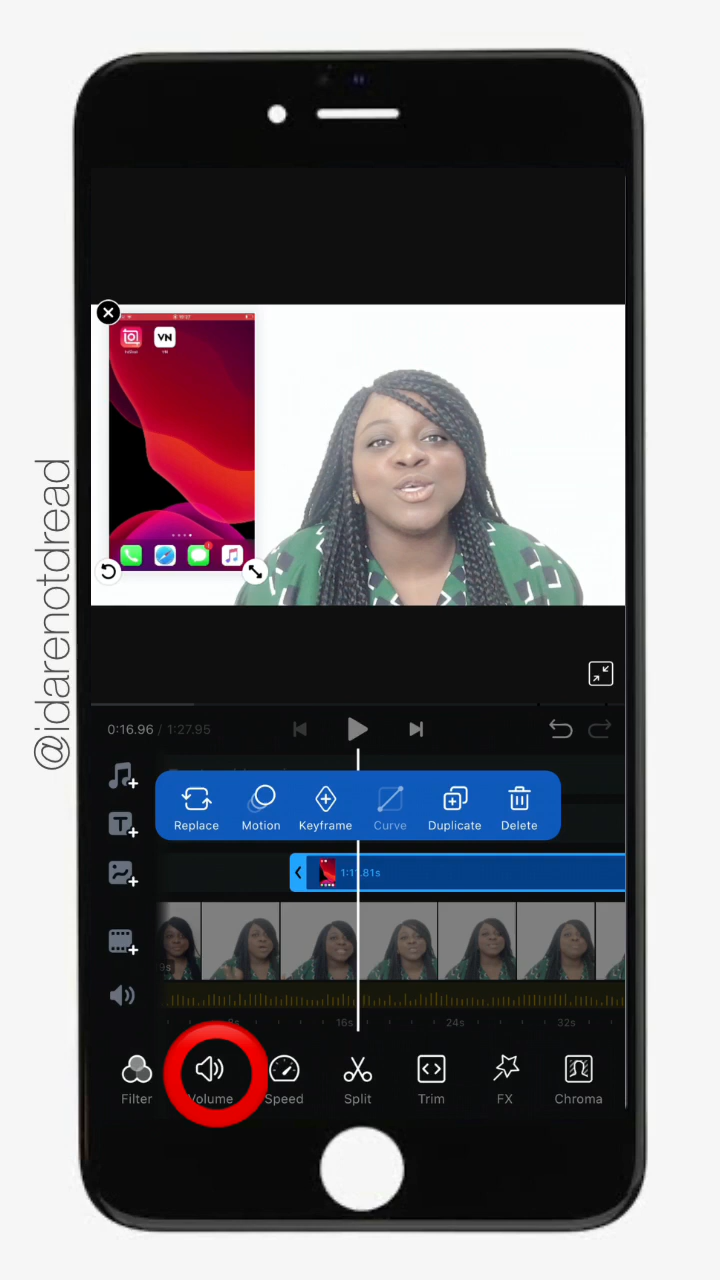 @idarenotdread
VN
0:16.96 / 1:27.95
Replace
Motion
Keyframe
Curve
Duplicate
Delete
16s
24s
32s
Filter
Volume
Speed
Split
Trim
FX
Chroma